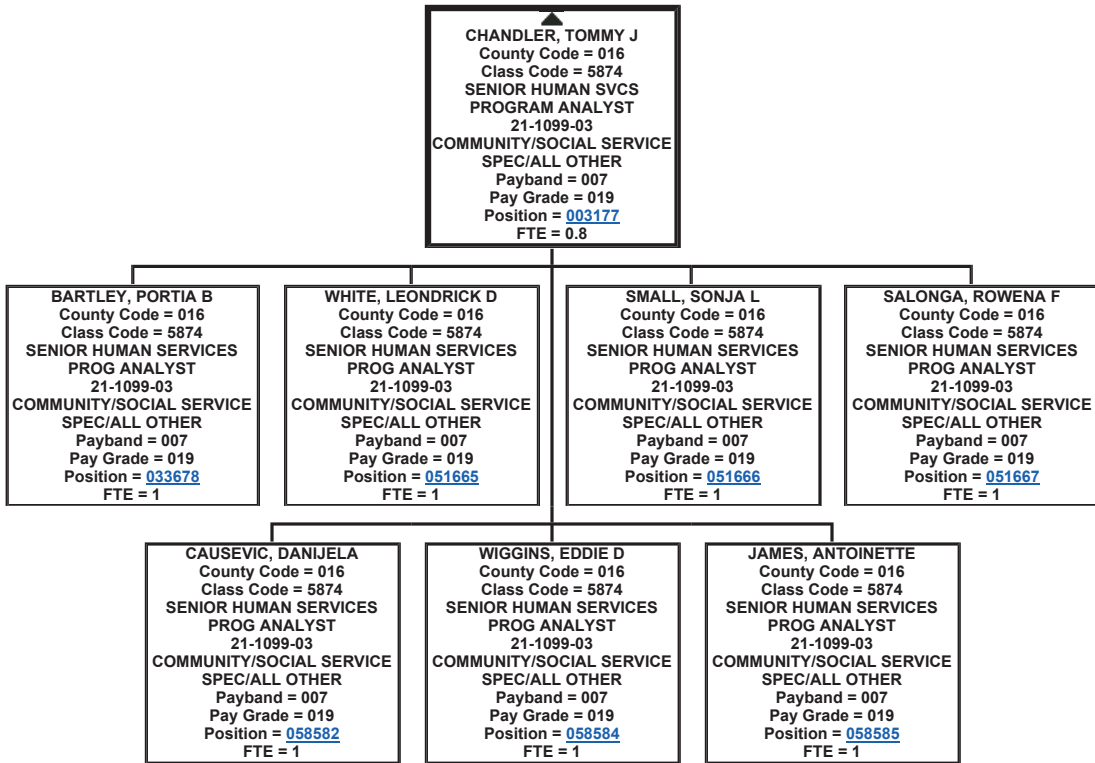 CHANDLER, TOMMY J
County Code = 016
Class Code = 5874
SENIOR HUMAN SVCS
PROGRAM ANALYST
21-1099-03
COMMUNITY/SOCIAL SERVICE
SPEC/ALL OTHER
Payband = 007
Pay Grade = 019
Position = 003177
FTE = 0.8
BARTLEY, PORTIA B
County Code = 016
Class Code = 5874
SENIOR HUMAN SERVICES
PROG ANALYST
21-1099-03
COMMUNITY/SOCIAL SERVICE
SPEC/ALL OTHER
Payband = 007
Pay Grade = 019
Position = 033678
FTE = 1
WHITE, LEONDRICK D
County Code = 016
Class Code = 5874
SENIOR HUMAN SERVICES
PROG ANALYST
21-1099-03
COMMUNITY/SOCIAL SERVICE
SPEC/ALL OTHER
Payband = 007
Pay Grade = 019
Position = 051665
FTE = 1
SMALL, SONJA L
County Code = 016
Class Code = 5874
SENIOR HUMAN SERVICES
PROG ANALYST
21-1099-03
COMMUNITY/SOCIAL SERVICE
SPEC/ALL OTHER
Payband = 007
Pay Grade = 019
Position = 051666
FTE = 1
SALONGA, ROWENA F
County Code = 016
Class Code = 5874
SENIOR HUMAN SERVICES
PROG ANALYST
21-1099-03
COMMUNITY/SOCIAL SERVICE
SPEC/ALL OTHER
Payband = 007
Pay Grade = 019
Position = 051667
FTE = 1
CAUSEVIC, DANIJELA
County Code = 016
Class Code = 5874
SENIOR HUMAN SERVICES
PROG ANALYST
21-1099-03
COMMUNITY/SOCIAL SERVICE
SPEC/ALL OTHER
Payband = 007
Pay Grade = 019
Position = 058582
FTE = 1
WIGGINS, EDDIE D
County Code = 016
Class Code = 5874
SENIOR HUMAN SERVICES
PROG ANALYST
21-1099-03
COMMUNITY/SOCIAL SERVICE
SPEC/ALL OTHER
Payband = 007
Pay Grade = 019
Position = 058584
FTE = 1
JAMES, ANTOINETTE
County Code = 016
Class Code = 5874
SENIOR HUMAN SERVICES
PROG ANALYST
21-1099-03
COMMUNITY/SOCIAL SERVICE
SPEC/ALL OTHER
Payband = 007
Pay Grade = 019
Position = 058585
FTE = 1